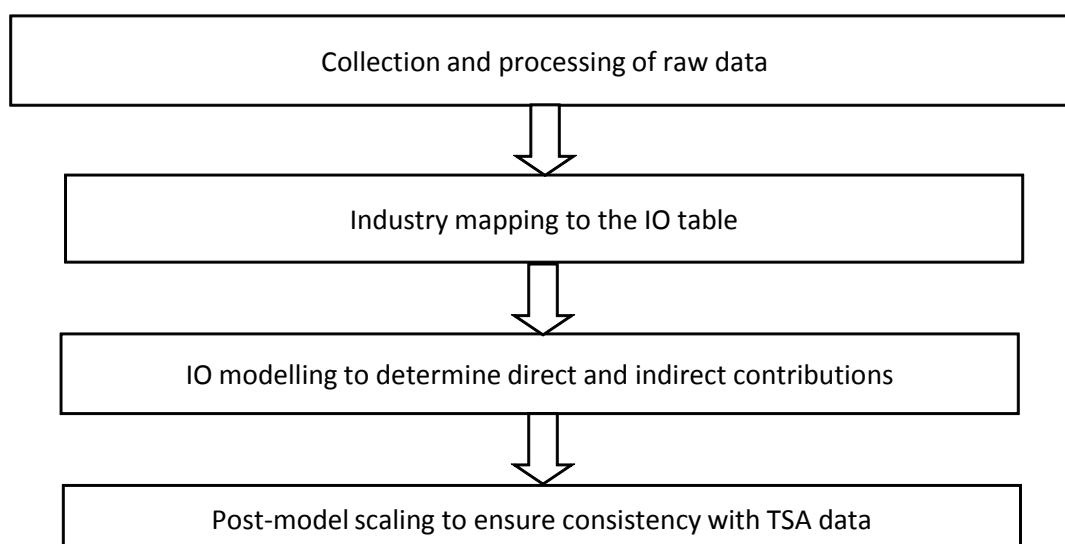 Collection and processing of raw data
Industry mapping to the IO table
IO modelling to determine direct and indirect contributions
Post-model scaling to ensure consistency with TSA data